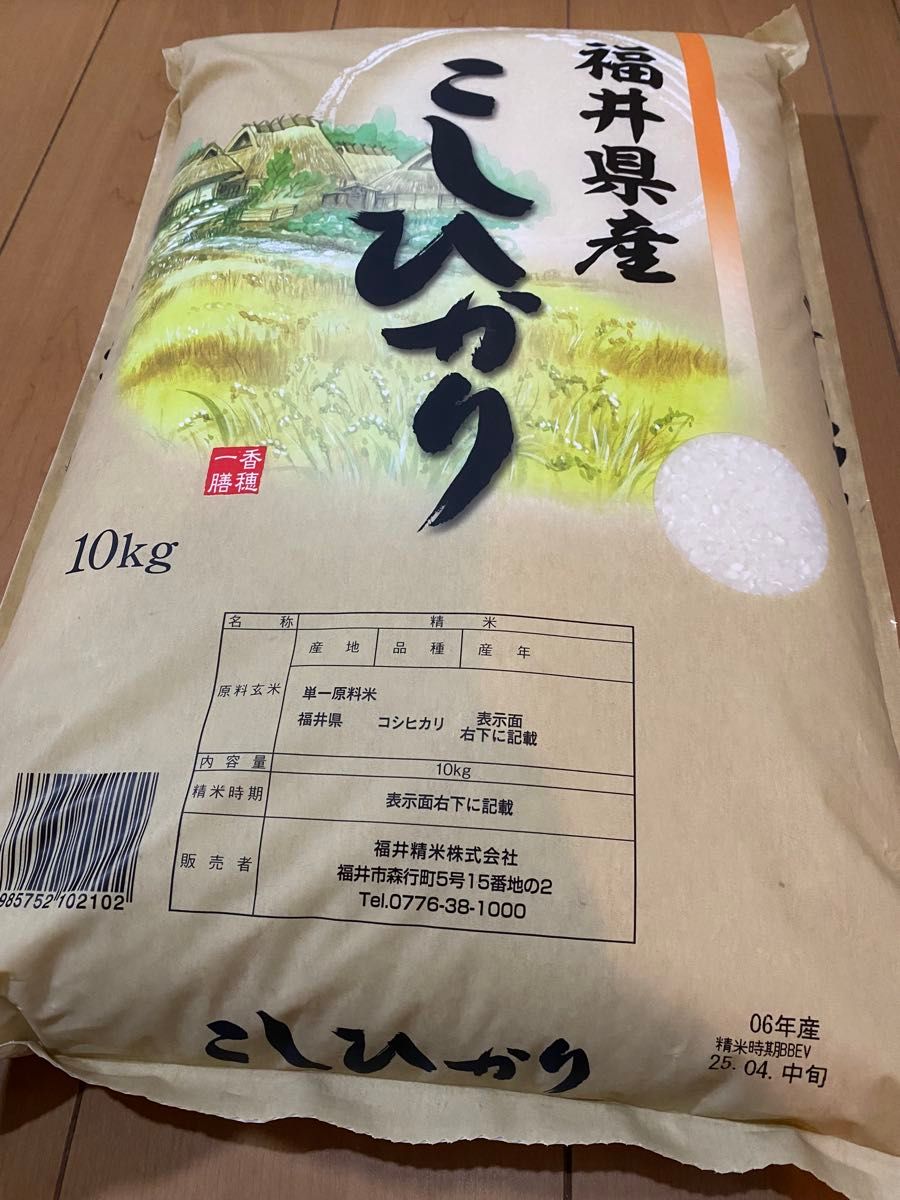 福井県産
こしひかり
香穂
一膳
10kg
名称 精米
原料玄米 産地 品種 産年
単一原料米
福井県 コシヒカリ 表示面
右下に記載
内容量 10kg
精米時期 表示面右下に記載
販売者 福井精米株式会社
福井市森行町5号15番地の2
Tel.0776-38-1000
985752102102
こしひかり
06年産
精米時期BBEV
25.04.中旬